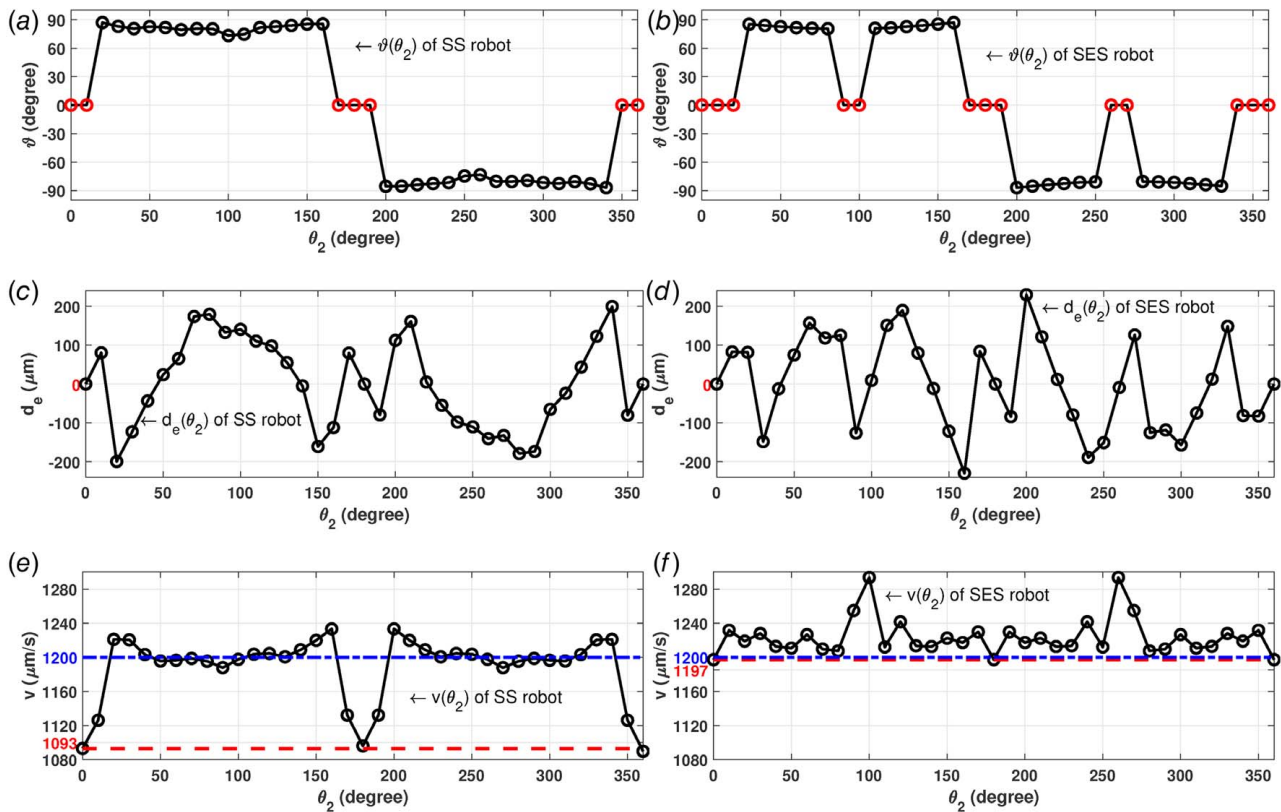 (a)
90
60
30
0
-30
-60
-90
ϑ (degree)
← ϑ(θ2) of SS robot
0 50 100 150 200 250 300 350
θ2 (degree)
(b)
90
60
30
0
-30
-60
-90
ϑ (degree)
← ϑ(θ2) of SES robot
0 50 100 150 200 250 300 350
θ2 (degree)
(c)
200
100
0
-100
-200
de (μm)
← de(θ2) of SS robot
0 50 100 150 200 250 300 350
θ2 (degree)
(d)
200
100
0
-100
-200
de (μm)
← de(θ2) of SES robot
0 50 100 150 200 250 300 350
θ2 (degree)
(e)
1280
1240
1200
1160
1120
1093
1080
v (μm/s)
← v(θ2) of SS robot
0 50 100 150 200 250 300 350
θ2 (degree)
(f)
1280
1240
1200
1197
1160
1120
1080
v (μm/s)
← v(θ2) of SES robot
0 50 100 150 200 250 300 350
θ2 (degree)